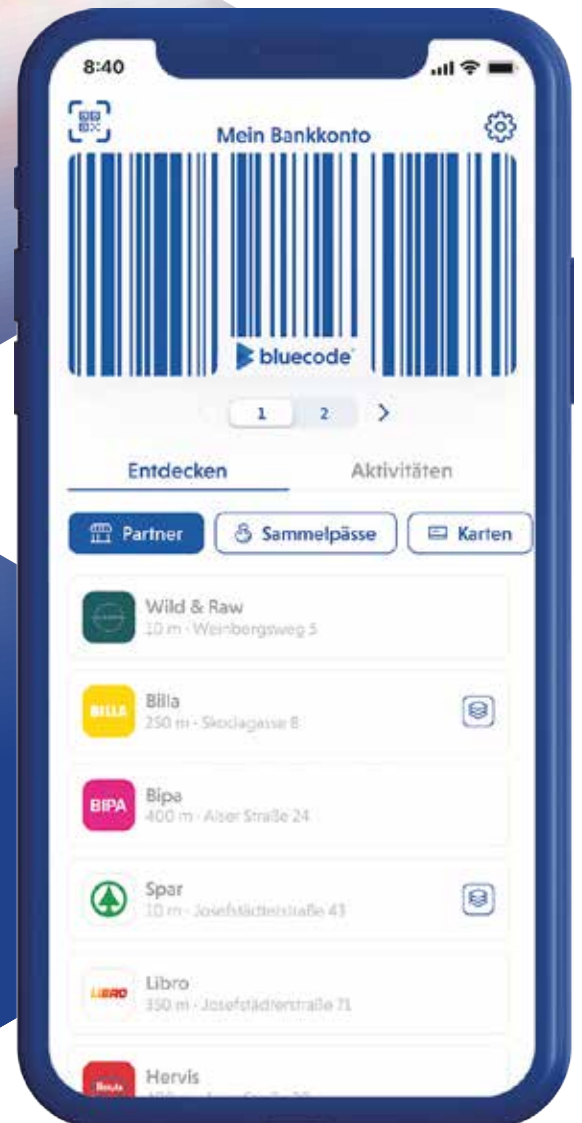 8:40
Mein Bankkonto
bluecode
1 2
Entdecken Aktivitäten
Partner Sammelpässe Karten
Wild & Raw
10 m · Weinbergsweg 5
BILLA
Billa
250 m · Skodagasse 8
BIPA
Bipa
400 m · Alser Straße 24
Spar
10 m · Josefstädterstraße 43
LIBRO
Libro
350 m · Josefstädterstraße 71
Hervis